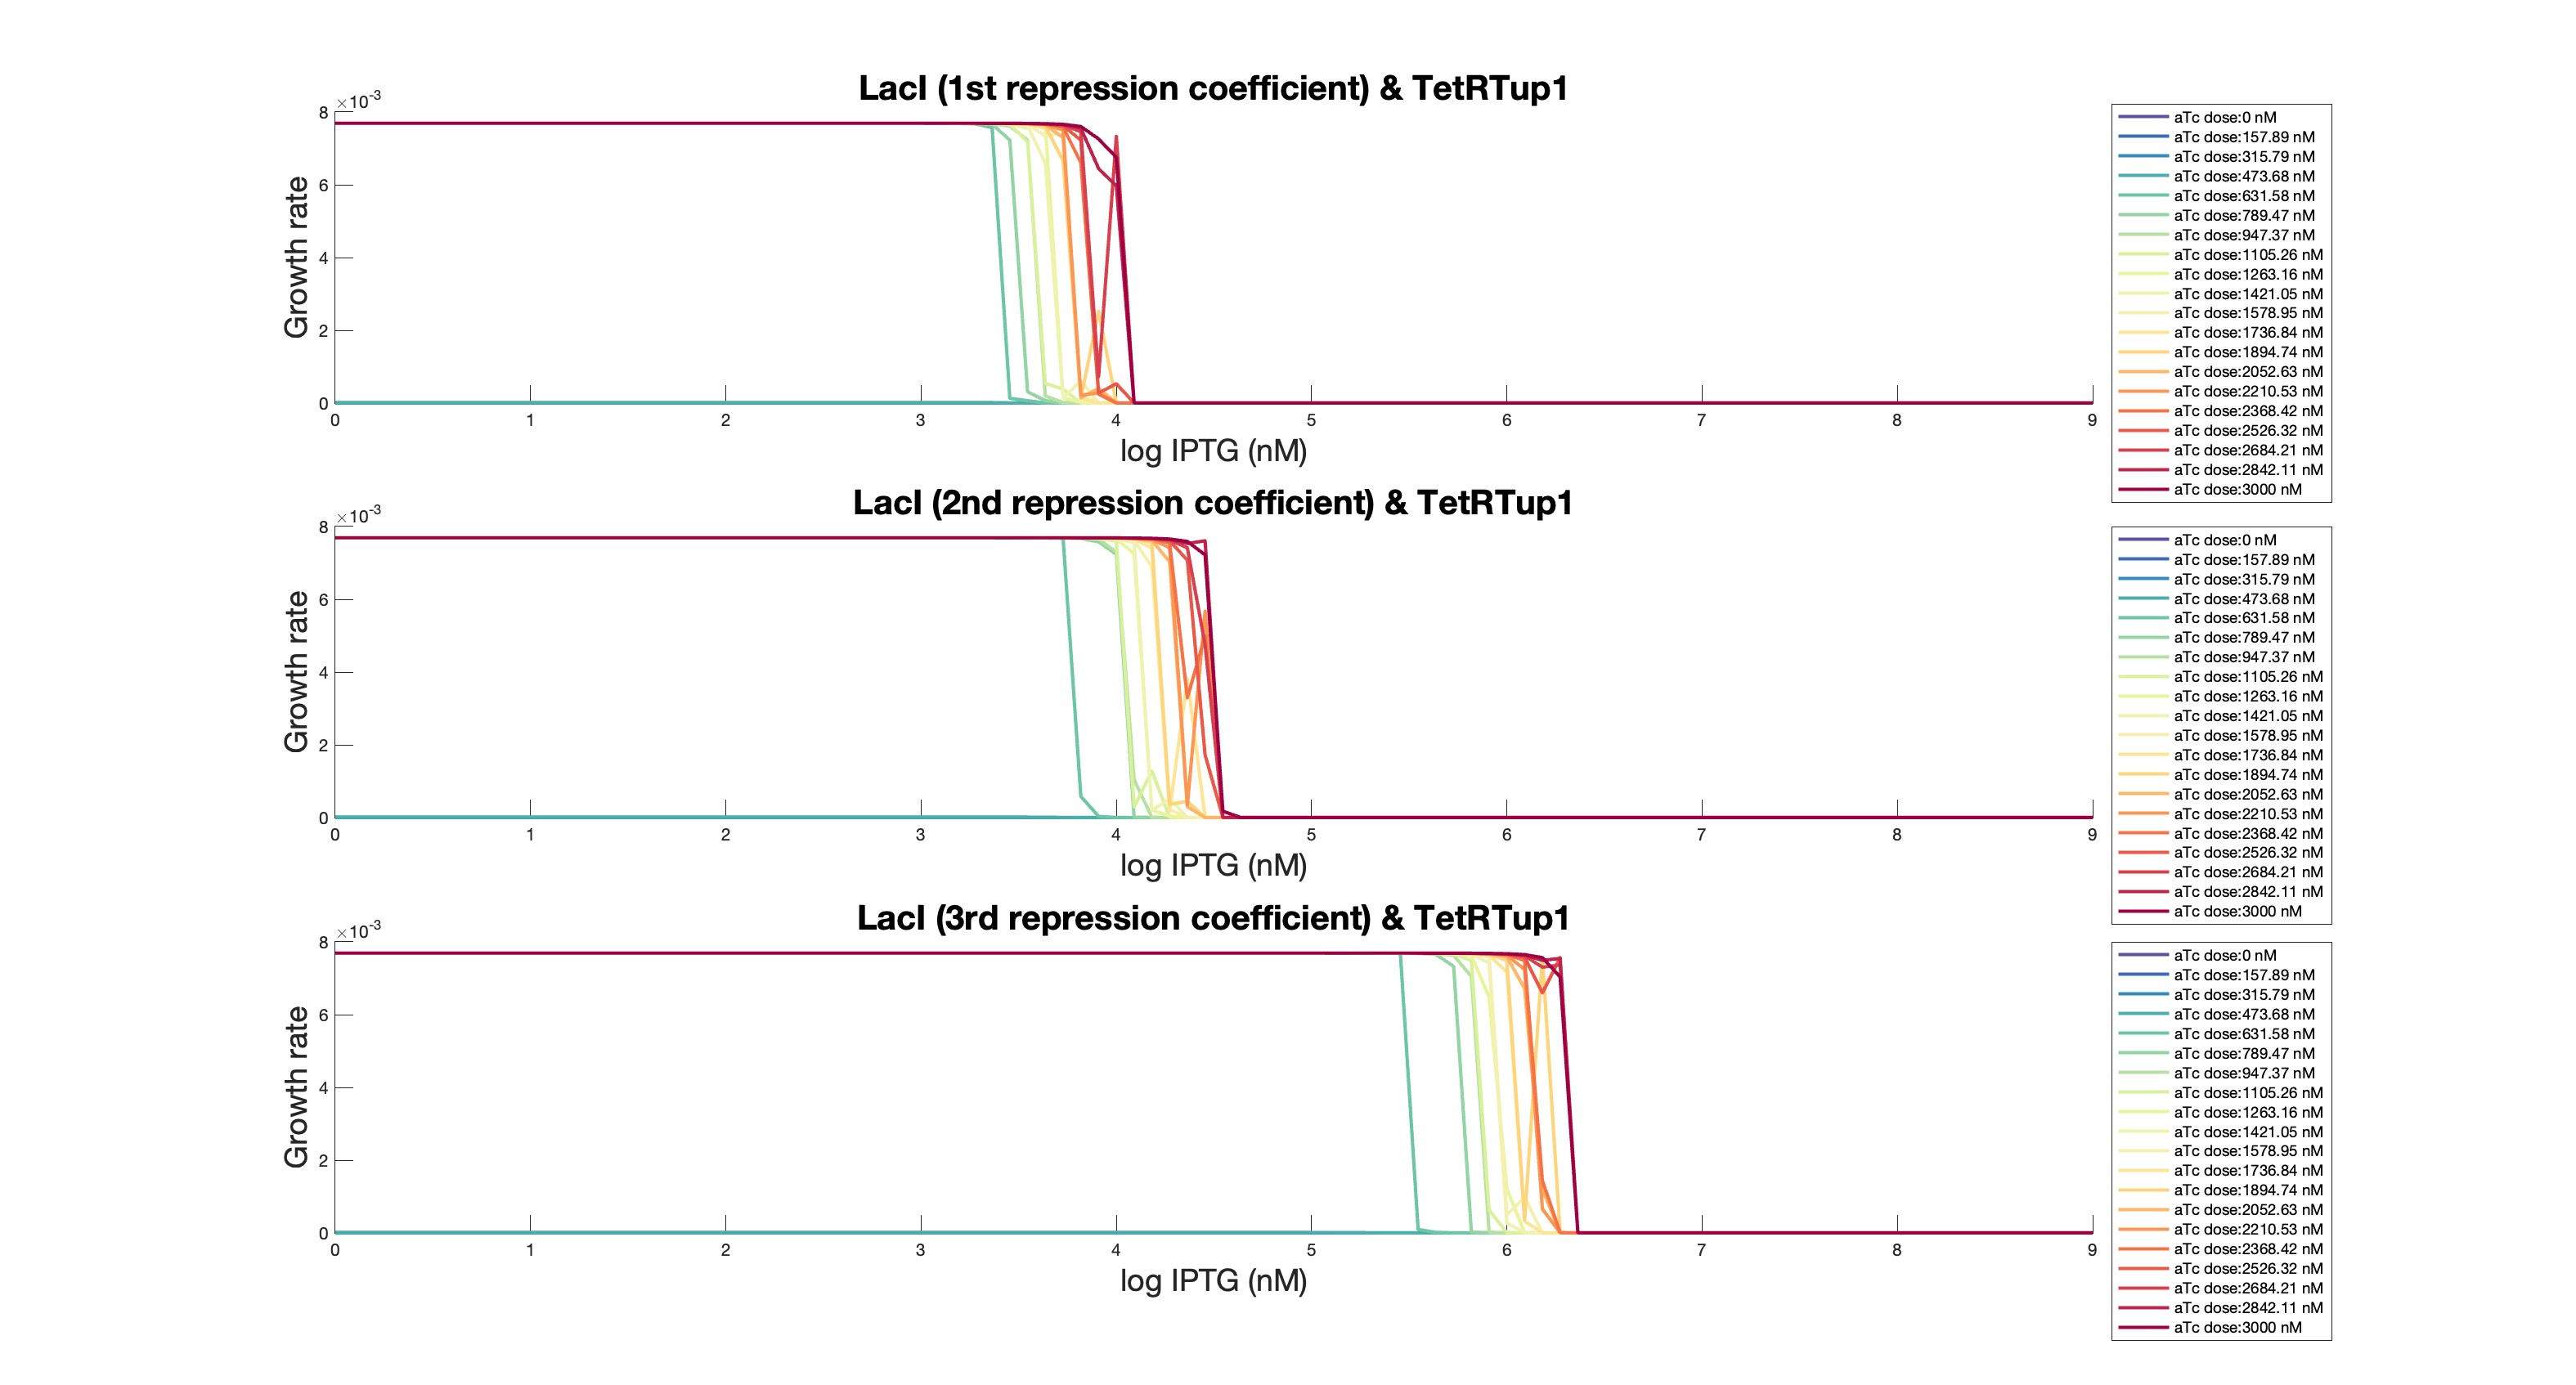 LacI (1st repression coefficient) & TetRTup1
×10-3
8
6
4
2
0
Growth rate
0 1 2 3 4 5 6 7 8 9
log IPTG (nM)
aTc dose:0 nM
aTc dose:157.89 nM
aTc dose:315.79 nM
aTc dose:473.68 nM
aTc dose:631.58 nM
aTc dose:789.47 nM
aTc dose:947.37 nM
aTc dose:1105.26 nM
aTc dose:1263.16 nM
aTc dose:1421.05 nM
aTc dose:1578.95 nM
aTc dose:1736.84 nM
aTc dose:1894.74 nM
aTc dose:2052.63 nM
aTc dose:2210.53 nM
aTc dose:2368.42 nM
aTc dose:2526.32 nM
aTc dose:2684.21 nM
aTc dose:2842.11 nM
aTc dose:3000 nM
LacI (2nd repression coefficient) & TetRTup1
×10-3
8
6
4
2
0
Growth rate
0 1 2 3 4 5 6 7 8 9
log IPTG (nM)
aTc dose:0 nM
aTc dose:157.89 nM
aTc dose:315.79 nM
aTc dose:473.68 nM
aTc dose:631.58 nM
aTc dose:789.47 nM
aTc dose:947.37 nM
aTc dose:1105.26 nM
aTc dose:1263.16 nM
aTc dose:1421.05 nM
aTc dose:1578.95 nM
aTc dose:1736.84 nM
aTc dose:1894.74 nM
aTc dose:2052.63 nM
aTc dose:2210.53 nM
aTc dose:2368.42 nM
aTc dose:2526.32 nM
aTc dose:2684.21 nM
aTc dose:2842.11 nM
aTc dose:3000 nM
LacI (3rd repression coefficient) & TetRTup1
×10-3
8
6
4
2
0
Growth rate
0 1 2 3 4 5 6 7 8 9
log IPTG (nM)
aTc dose:0 nM
aTc dose:157.89 nM
aTc dose:315.79 nM
aTc dose:473.68 nM
aTc dose:631.58 nM
aTc dose:789.47 nM
aTc dose:947.37 nM
aTc dose:1105.26 nM
aTc dose:1263.16 nM
aTc dose:1421.05 nM
aTc dose:1578.95 nM
aTc dose:1736.84 nM
aTc dose:1894.74 nM
aTc dose:2052.63 nM
aTc dose:2210.53 nM
aTc dose:2368.42 nM
aTc dose:2526.32 nM
aTc dose:2684.21 nM
aTc dose:2842.11 nM
aTc dose:3000 nM